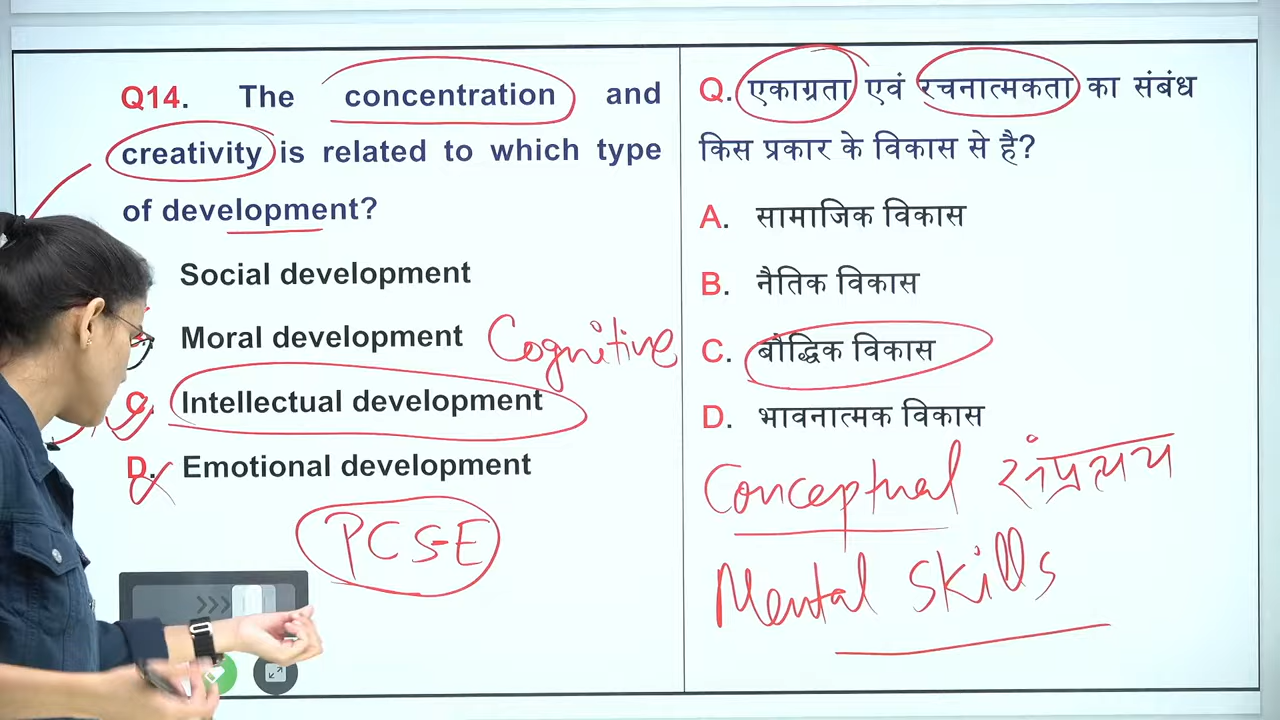 Q14. The concentration and
creativity is related to which type
of development?
Social development
Moral development Cognitive
C. Intellectual development
D. Emotional development
PCS-E
Q. एकाग्रता एवं रचनात्मकता का संबंध
किस प्रकार के विकास से है?
A. सामाजिक विकास
B. नैतिक विकास
C. बौद्धिक विकास
D. भावनात्मक विकास
Conceptual संप्रत्यय
Mental Skills